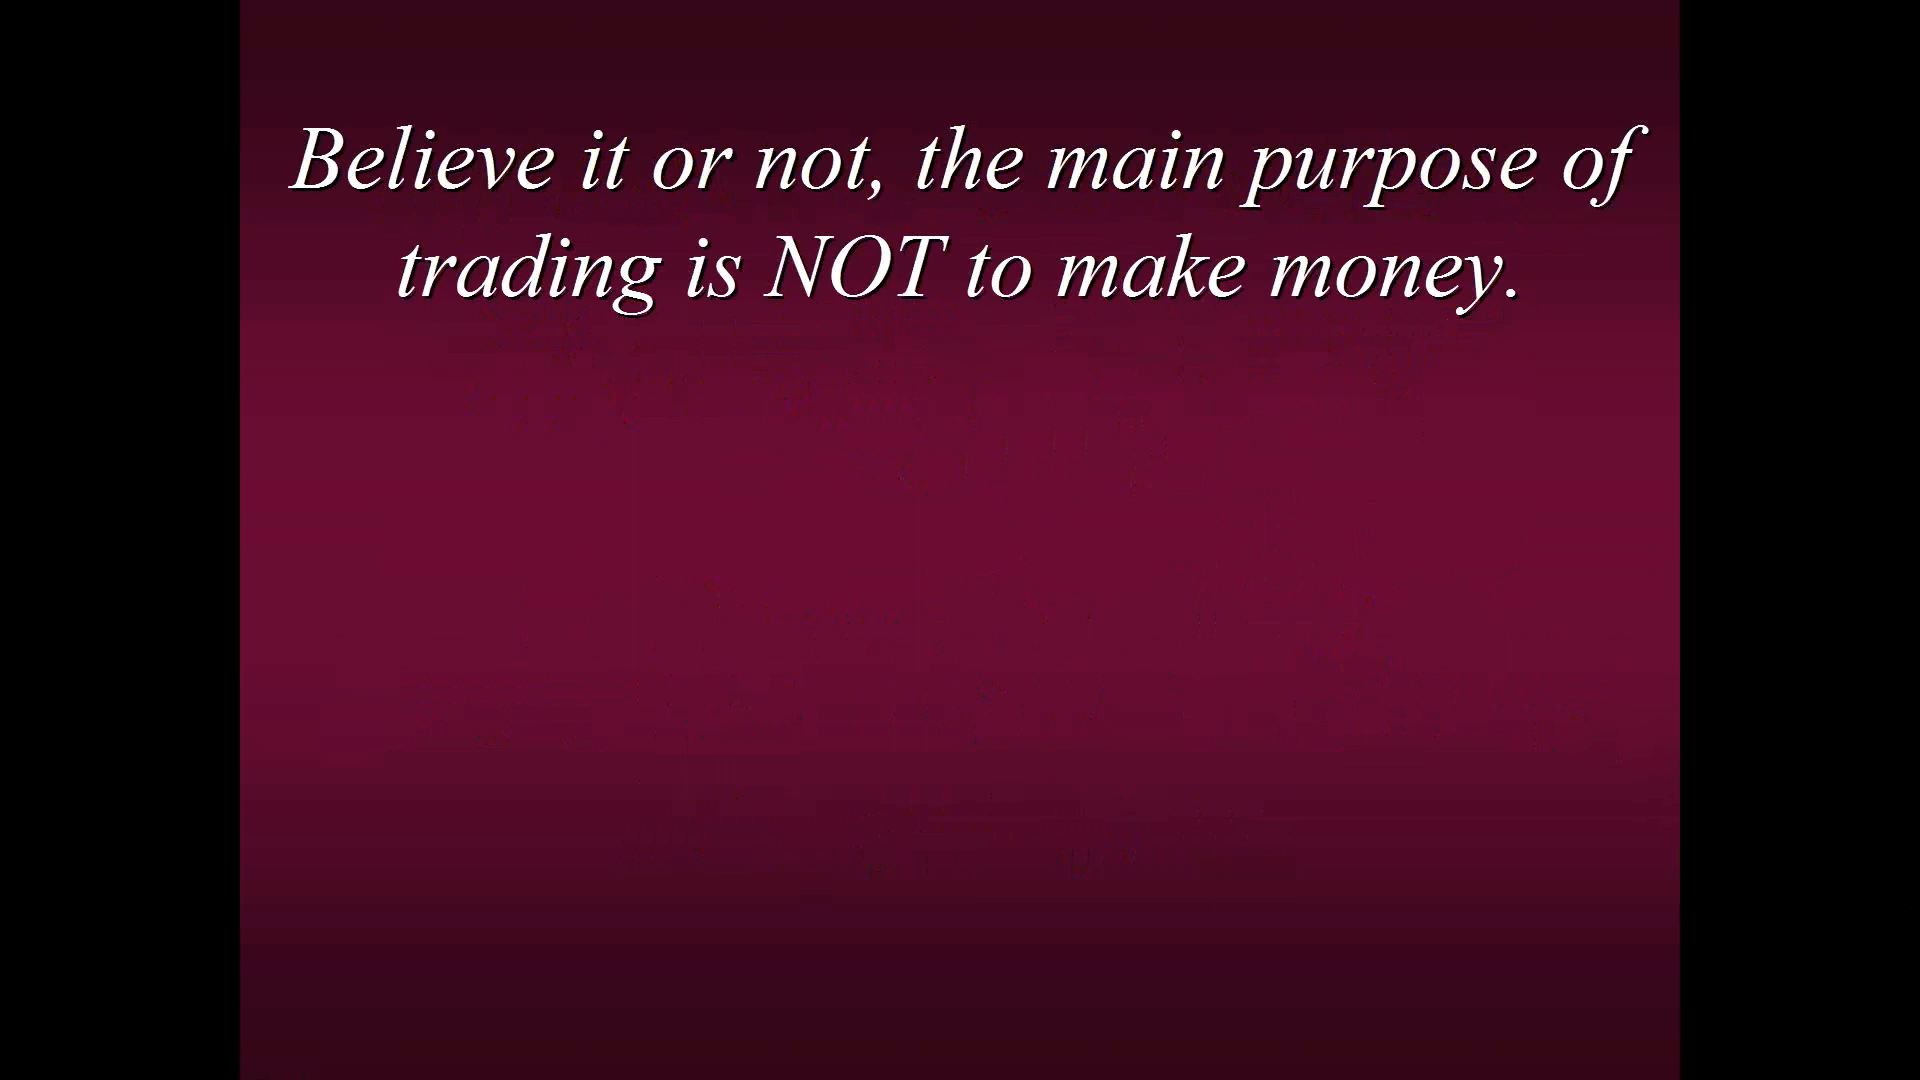 Believe it or not, the main purpose of
trading is NOT to make money.